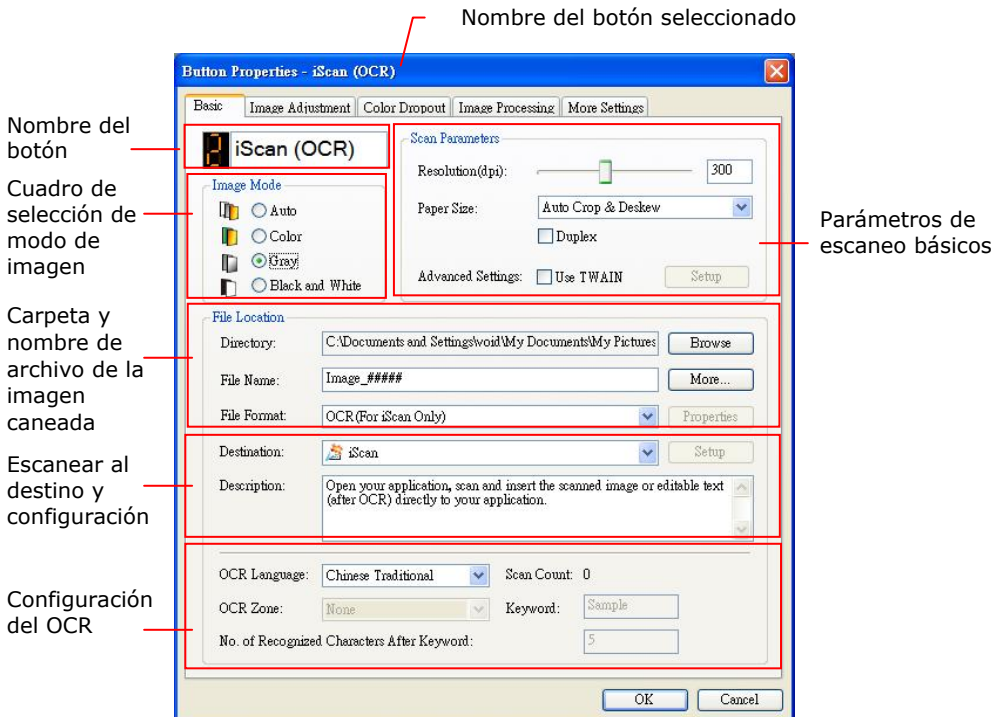 Nombre del botón seleccionado
Button Properties - iScan (OCR)
Basic
Image Adjustment
Color Dropout
Image Processing
More Settings
Nombre del
botón
2 iScan (OCR)
Cuadro de
selección de
modo de
imagen
Image Mode
Auto
Color
Gray
Black and White
Scan Parameters
Resolution(dpi):
300
Paper Size:
Auto Crop & Deskew
Duplex
Advanced Settings:
Use TWAIN
Setup
Parámetros de
escaneo básicos
Carpeta y
nombre de
archivo de la
imagen
caneada
File Location
Directory:
C:\Documents and Settings\void\My Documents\My Pictures
Browse
File Name:
Image_#####
More...
File Format:
OCR(For iScan Only)
Properties
Escanear al
destino y
configuración
Destination:
iScan
Setup
Description:
Open your application, scan and insert the scanned image or editable text
(after OCR) directly to your application.
Configuración
del OCR
OCR Language:
Chinese Traditional
Scan Count: 0
OCR Zone:
None
Keyword:
Sample
No. of Recognized Characters After Keyword:
5
OK
Cancel